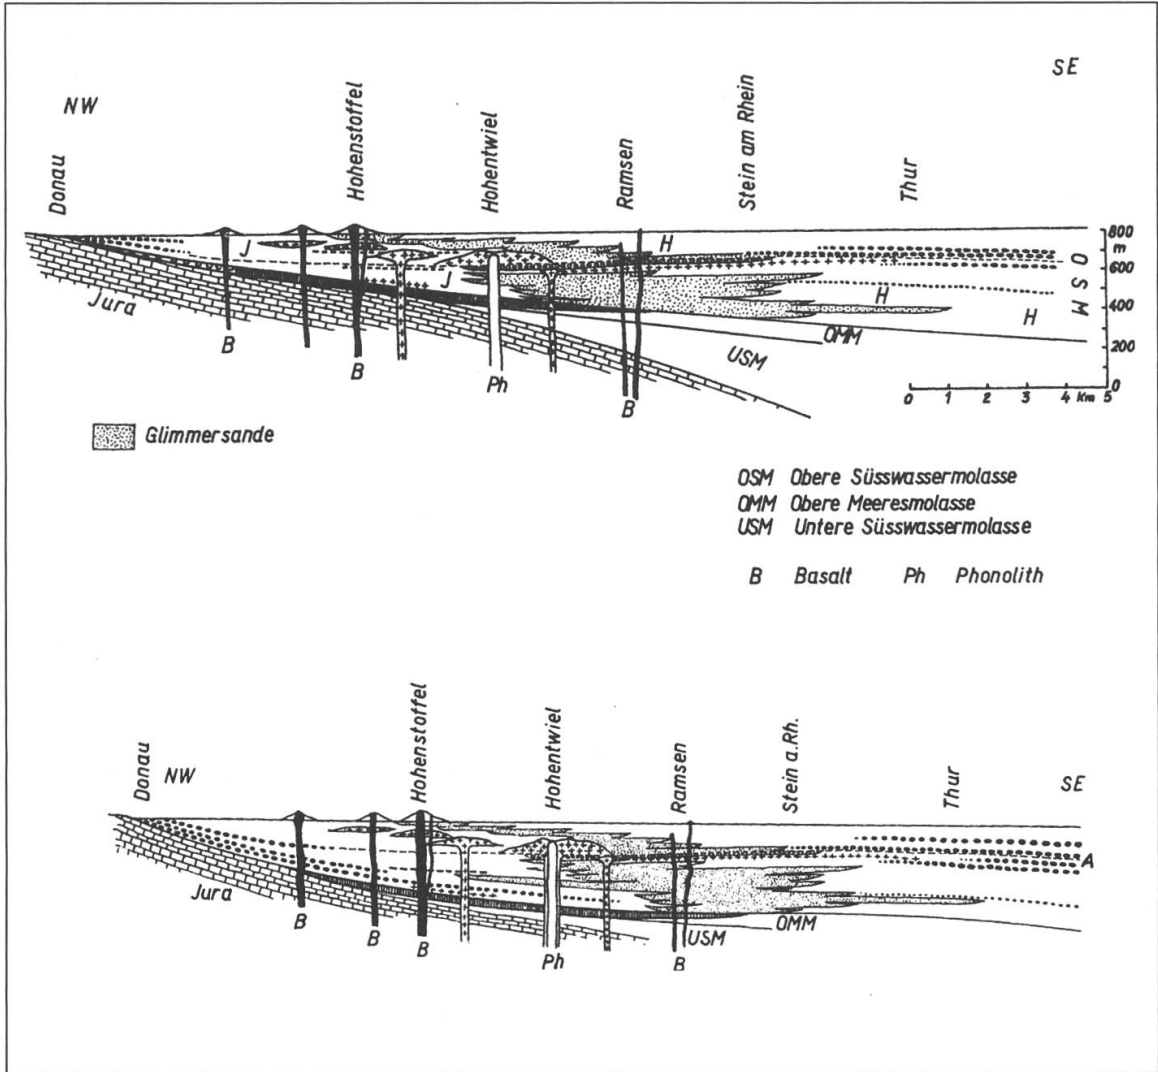 NW
SE
Donau
Hohenstoffel
Hohentwiel
Ramsen
Stein am Rhein
Thur
J
J
H
H
H
Jura
B
B
Ph
B
USM
OMM
OSM
800
m
600
400
200
0
0 1 2 3 4 Km 5
Glimmersande
OSM Obere Süsswassermolasse
OMM Obere Meeresmolasse
USM Untere Süsswassermolasse
B Basalt Ph Phonolith
Donau
NW
Hohenstoffel
Hohentwiel
Ramsen
Stein a.Rh.
Thur
SE
A
Jura
B
B
B
Ph
B
USM
OMM